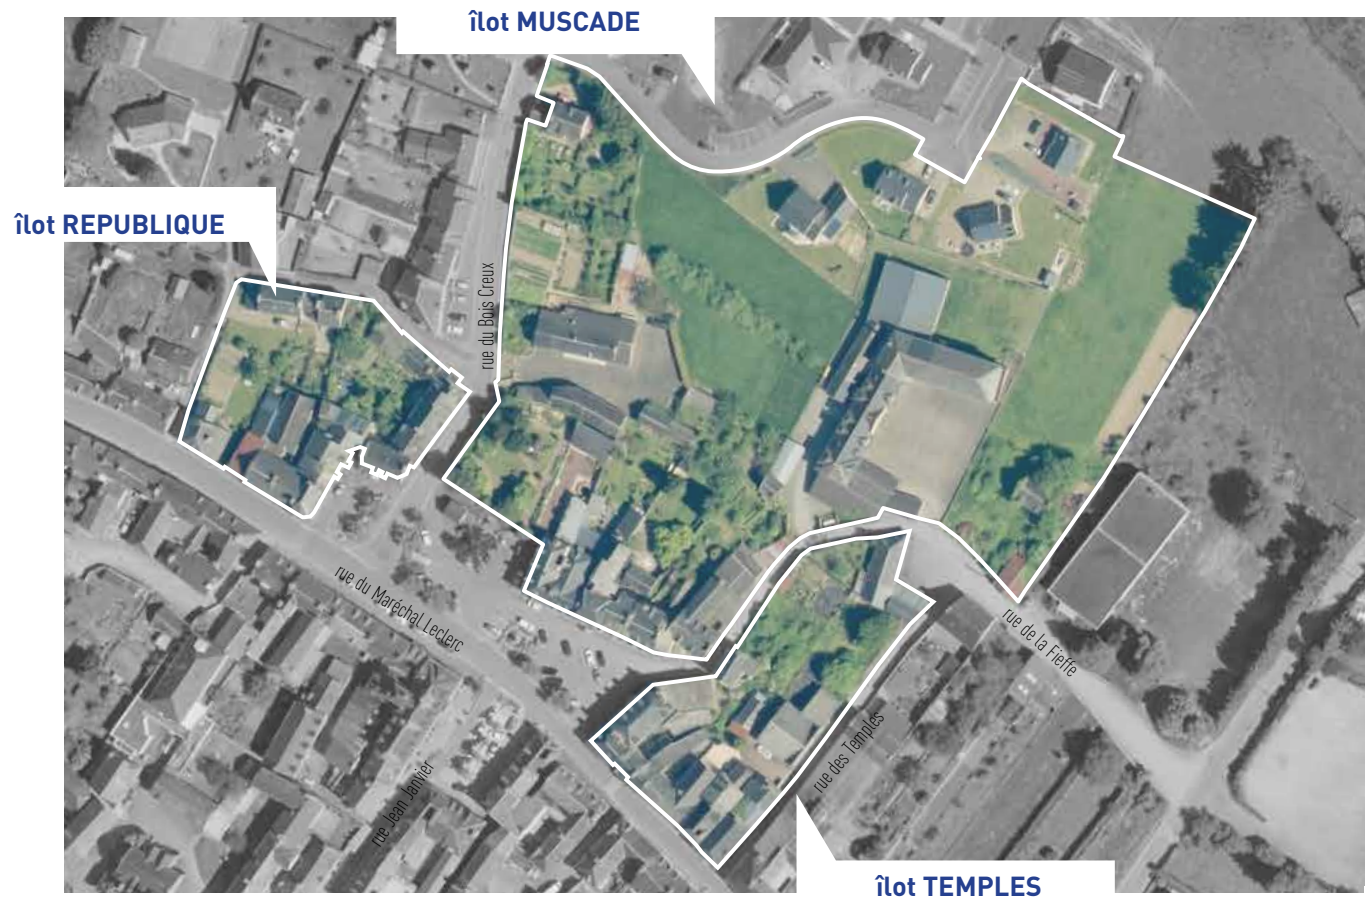 îlot MUSCADE
îlot REPUBLIQUE
rue du Bois Creux
rue du Maréchal Leclerc
rue de la Fieffe
rue des Temples
rue Jean Janvier
îlot TEMPLES